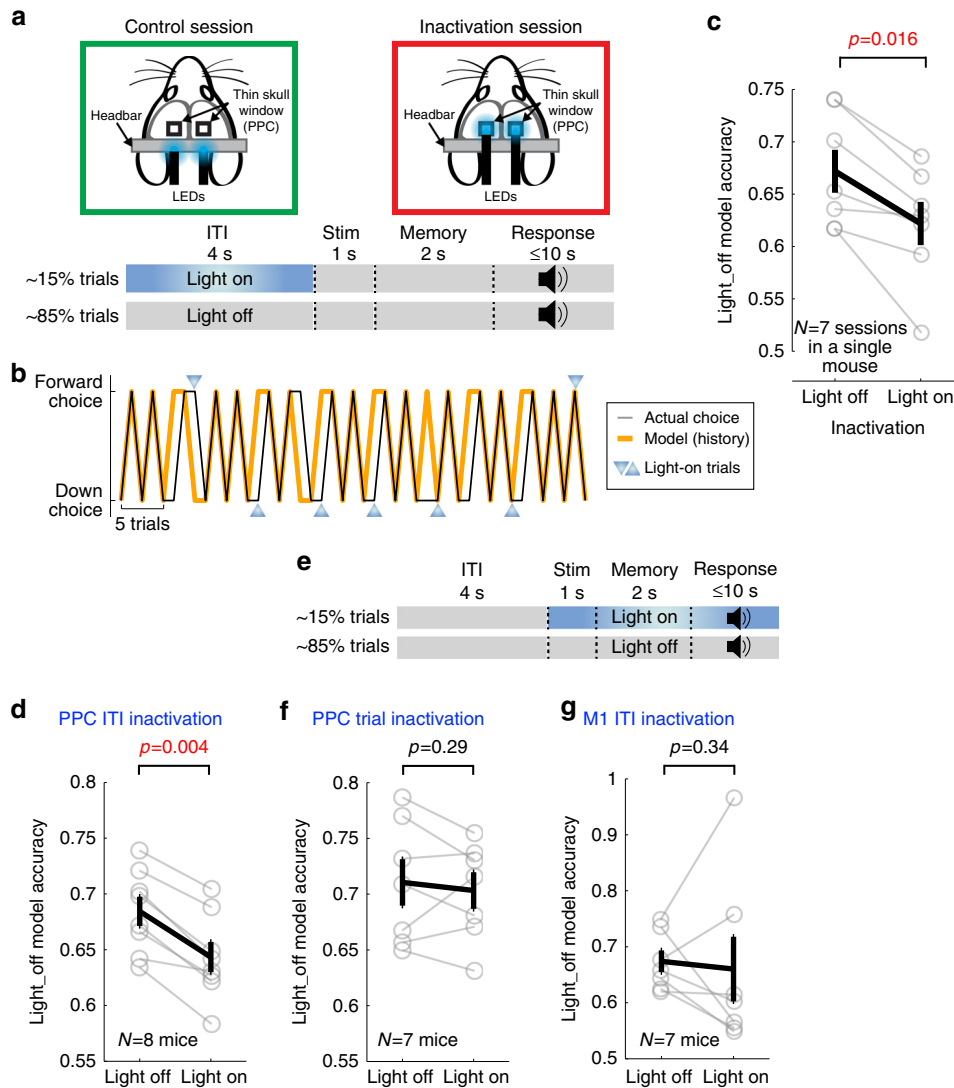 a
Control session
Inactivation session
Headbar
Thin skull
window
(PPC)
LEDs
Headbar
Thin skull
window
(PPC)
LEDs
ITI
4 s
Stim
1 s
Memory
2 s
Response
≤10 s
~15% trials
Light on
~85% trials
Light off
b
Forward
choice
Down
choice
5 trials
Actual choice
Model (history)
Light-on trials
c
p=0.016
Light_off model accuracy
0.75
0.7
0.65
0.6
0.55
0.5
N=7 sessions
in a single
mouse
Light off
Light on
Inactivation
e
ITI
4 s
Stim
1 s
Memory
2 s
Response
≤10 s
~15% trials
Light on
~85% trials
Light off
d
PPC ITI inactivation
p=0.004
Light_off model accuracy
0.8
0.75
0.7
0.65
0.6
0.55
N=8 mice
Light off
Light on
f
PPC trial inactivation
p=0.29
Light_off model accuracy
0.8
0.75
0.7
0.65
0.6
0.55
N=7 mice
Light off
Light on
g
M1 ITI inactivation
p=0.34
Light_off model accuracy
1
0.9
0.8
0.7
0.6
0.5
N=7 mice
Light off
Light on